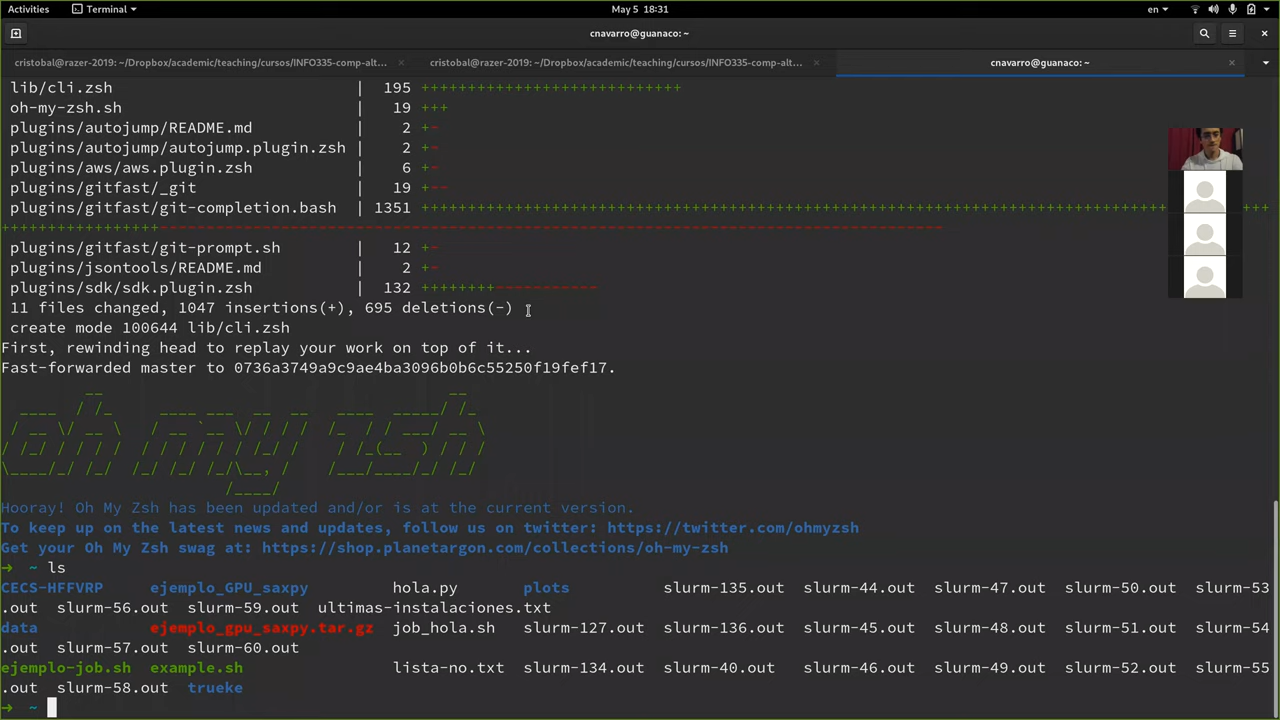 Activities Terminal May 5 18:31 en
cnavarro@guanaco: ~
cristobal@razer-2019: ~/Dropbox/academic/teaching/cursos/INFO335-comp-alt... × cristobal@razer-2019: ~/Dropbox/academic/teaching/cursos/INFO335-comp-alt... × cnavarro@guanaco: ~ ×
lib/cli.zsh | 195 ++++++++++++++++++++++++++++
oh-my-zsh.sh | 19 +++
plugins/autojump/README.md | 2 +-
plugins/autojump/autojump.plugin.zsh | 2 +-
plugins/aws/aws.plugin.zsh | 6 +-
plugins/gitfast/_git | 19 +--
plugins/gitfast/git-completion.bash | 1351 +++++++++++++++++++++++++++++++++++++++++++++++++++++++++++++++++++++++++++++++++++++++++++
+++++++++++++++++------------------------------------------------------------------------------------
plugins/gitfast/git-prompt.sh | 12 +-
plugins/jsontools/README.md | 2 +-
plugins/sdk/sdk.plugin.zsh | 132 ++++++++-----------
11 files changed, 1047 insertions(+), 695 deletions(-)
create mode 100644 lib/cli.zsh
First, rewinding head to replay your work on top of it...
Fast-forwarded master to 0736a3749a9c9ae4ba3096b0b6c55250f19fef17.
Hooray! Oh My Zsh has been updated and/or is at the current version.
To keep up on the latest news and updates, follow us on twitter: https://twitter.com/ohmyzsh
Get your Oh My Zsh swag at: https://shop.planetargon.com/collections/oh-my-zsh
→ ~ ls
CECS-HFFVRP ejemplo_GPU_saxpy hola.py plots slurm-135.out slurm-44.out slurm-47.out slurm-50.out slurm-53
.out slurm-56.out slurm-59.out ultimas-instalaciones.txt
data ejemplo_gpu_saxpy.tar.gz job_hola.sh slurm-127.out slurm-136.out slurm-45.out slurm-48.out slurm-51.out slurm-54
.out slurm-57.out slurm-60.out
ejemplo-job.sh example.sh lista-no.txt slurm-134.out slurm-40.out slurm-46.out slurm-49.out slurm-52.out slurm-55
.out slurm-58.out trueke
→ ~